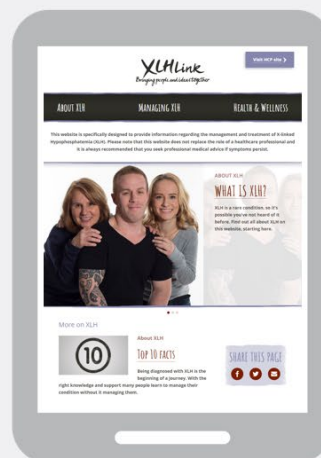 XLHLink
Bringing people and ideas together
Visit HCP site
About XLH
Managing XLH
Health & Wellness
This website is specifically designed to provide information regarding the management and treatment of X-linked
Hypophosphatemia (XLH). Please note that this website does not replace the role of a healthcare professional and
it is always recommended that you seek professional medical advice if symptoms persist.
ABOUT XLH
WHAT IS XLH?
XLH is a rare condition, so it's
possible you've not heard of it
before. Find out all about XLH on
this website, starting here.
More on XLH
10
About XLH
Top 10 facts
Being diagnosed with XLH is the
beginning of a journey. With the
right knowledge and support many people learn to manage their
condition without it managing them.
SHARE THIS PAGE